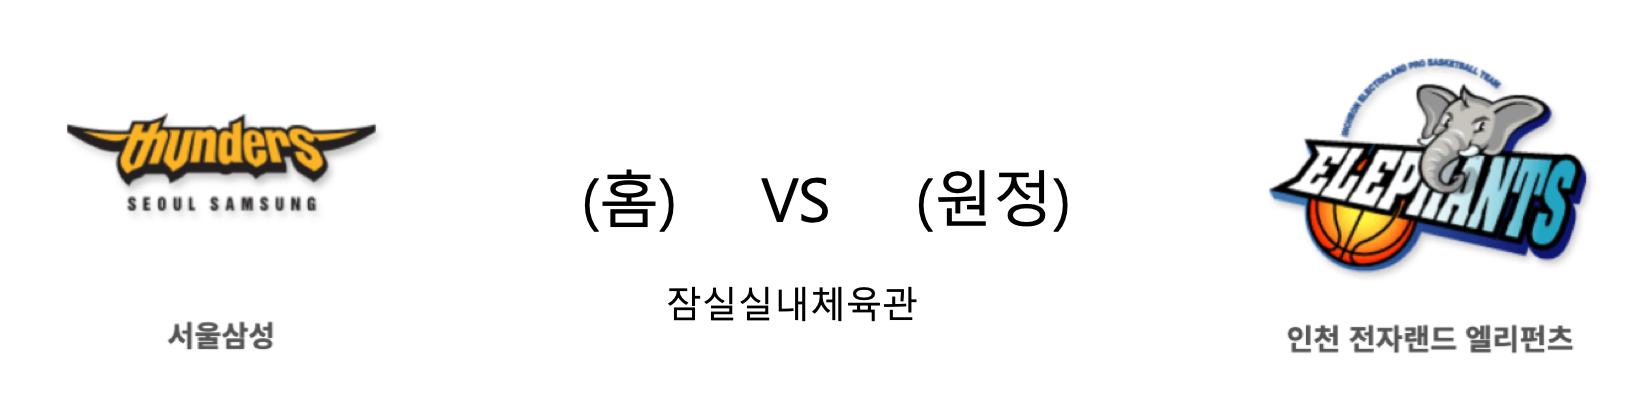 thunders
SEOUL SAMSUNG
서울삼성
(홈) VS (원정)
잠실실내체육관
INCHEON ELECTROLAND PRO BASKETBALL TEAM
ELEPHANTS
인천 전자랜드 엘리펀츠